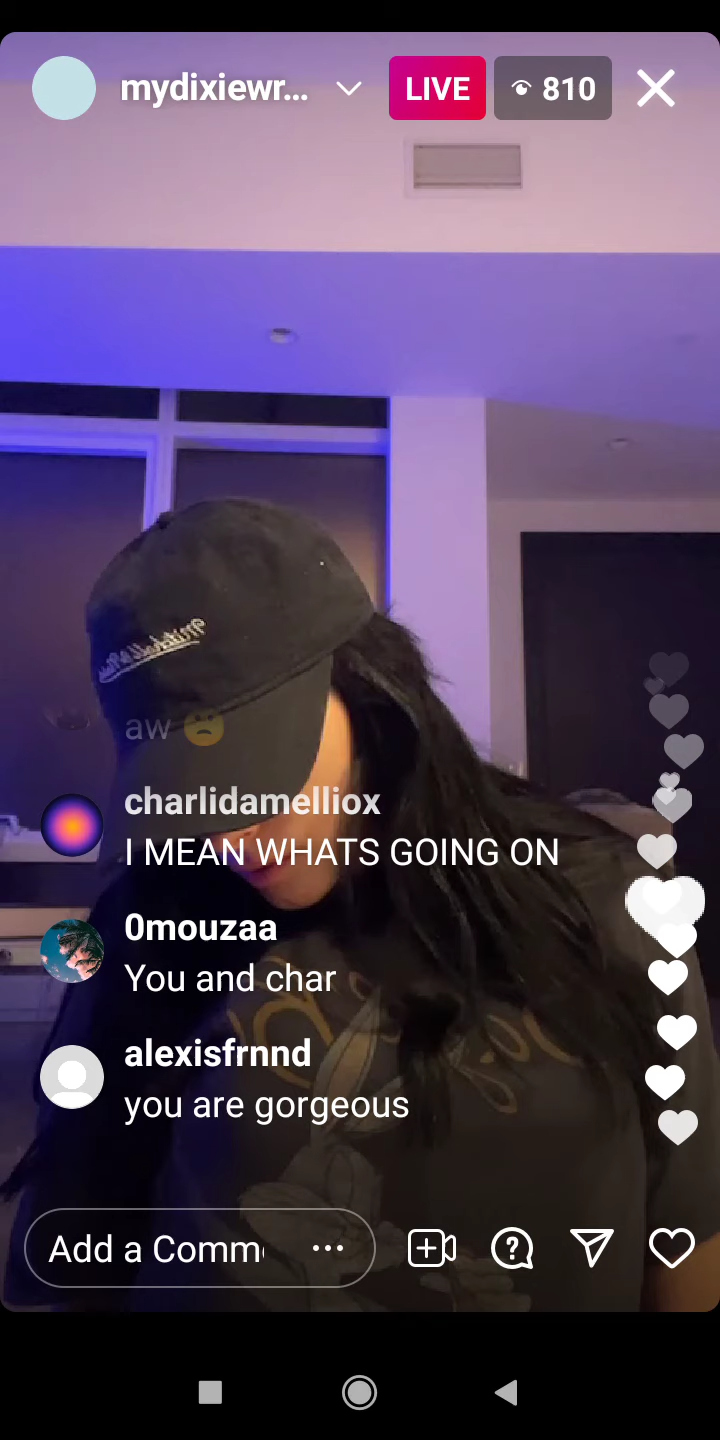 mydixiewr...
LIVE
810
aw 🙁
charlidamelliox
I MEAN WHATS GOING ON
0mouzaa
You and char
alexisfrnnd
you are gorgeous
Add a Comm